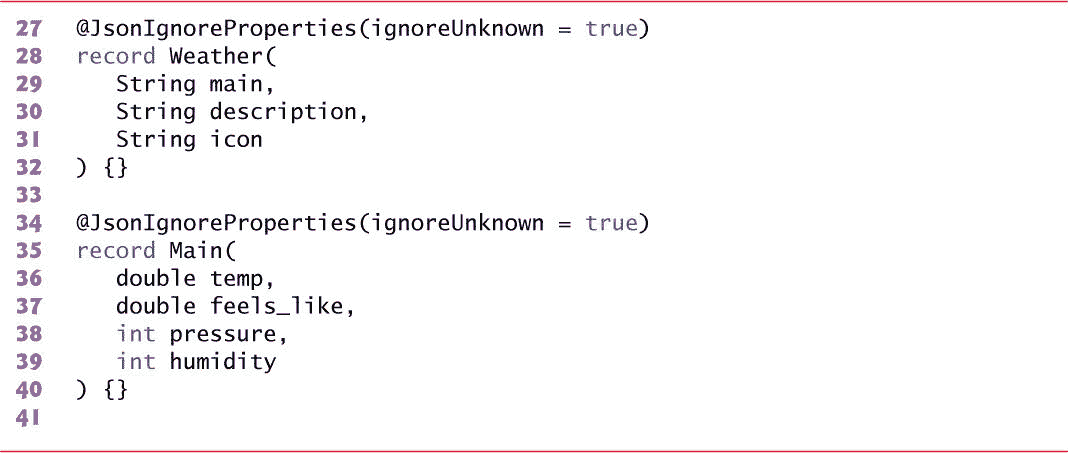 27 @JsonIgnoreProperties(ignoreUnknown = true)
28 record Weather(
29    String main,
30    String description,
31    String icon
32 ) {}
33
34 @JsonIgnoreProperties(ignoreUnknown = true)
35 record Main(
36    double temp,
37    double feels_like,
38    int pressure,
39    int humidity
40 ) {}
41